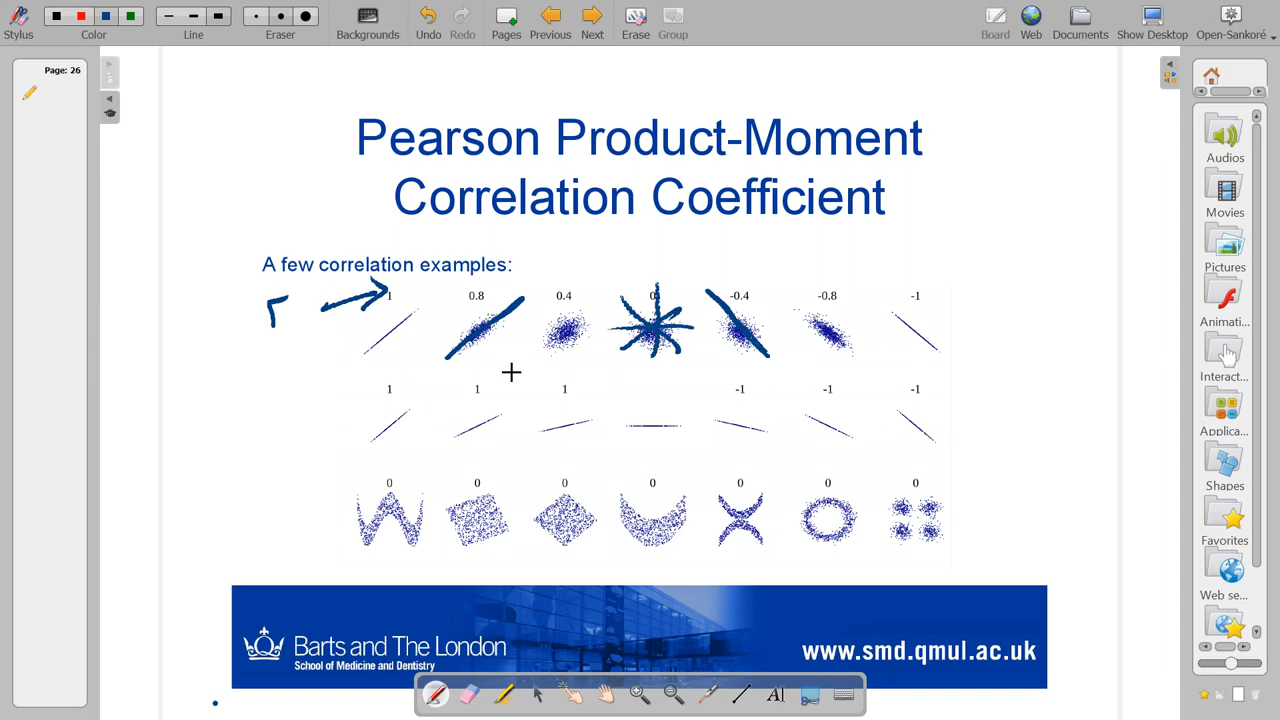 Stylus Color Line Eraser Backgrounds Undo Redo Pages Previous Next Erase Group Board Web Documents Show Desktop Open-Sankoré
Page: 26
Pearson Product-Moment
Correlation Coefficient
A few correlation examples:
r
1 0.8 0.4 0 -0.4 -0.8 -1
1 1 1 -1 -1 -1
0 0 0 0 0 0 0
Barts and The London
School of Medicine and Dentistry
www.smd.qmul.ac.uk
Audios
Movies
Pictures
Animati...
Interact...
Applica...
Shapes
Favorites
Web se...
AI